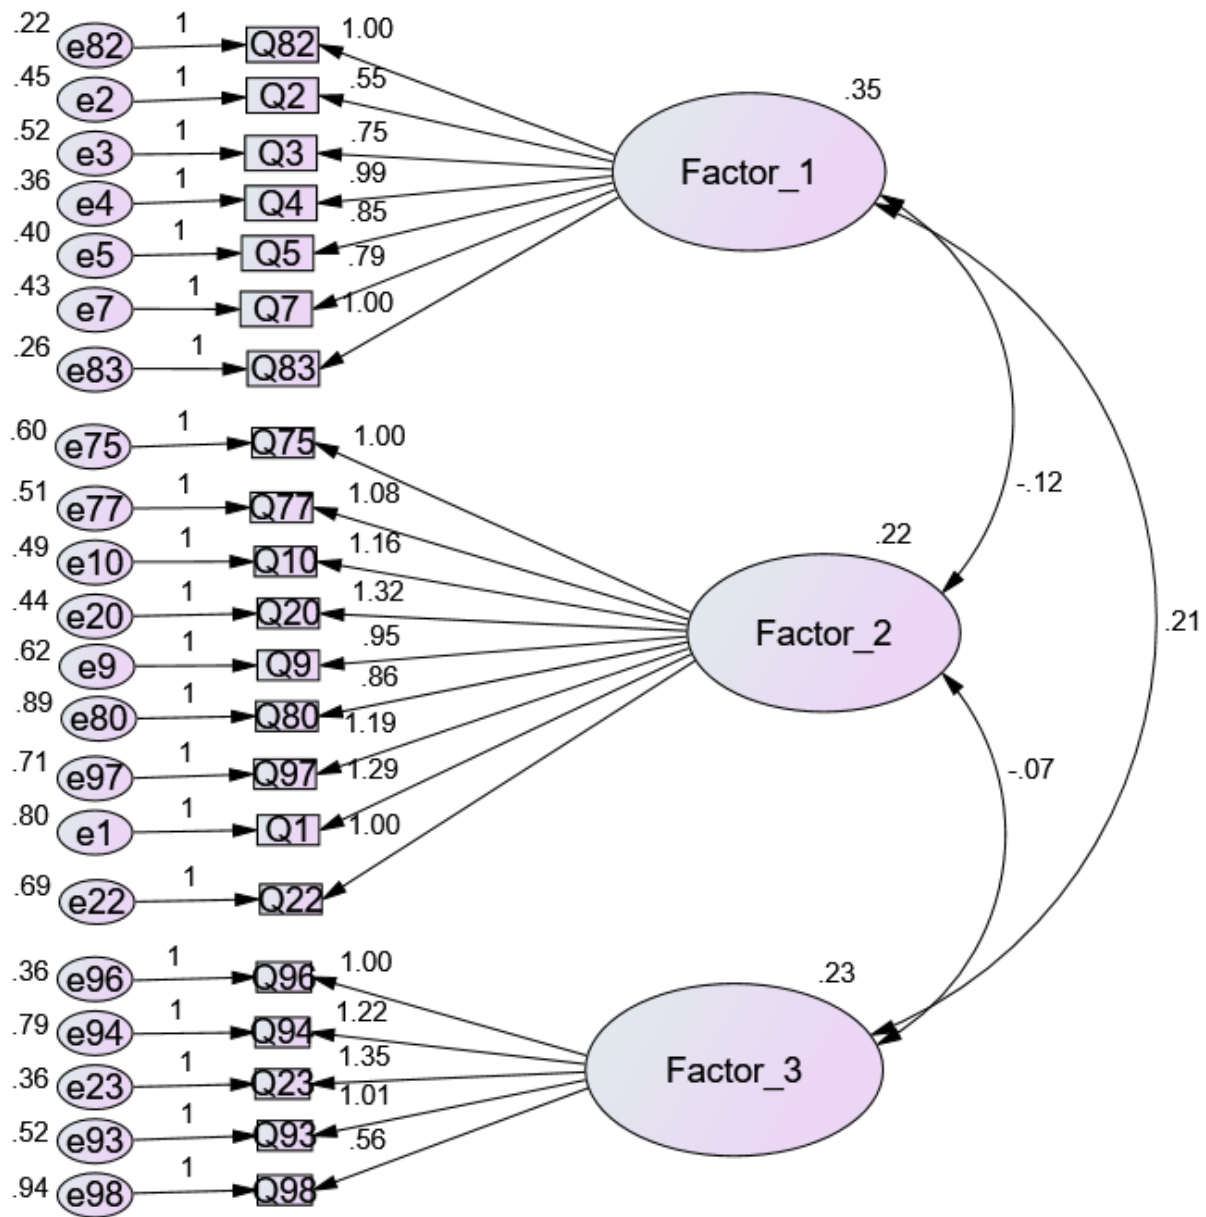 .22 e82 1 Q82 1.00
.45 e2 1 Q2 .55
.52 e3 1 Q3 .75
.36 e4 1 Q4 .99
.40 e5 1 Q5 .85
.43 e7 1 Q7 .79
.26 e83 1 Q83 1.00
.35
Factor_1
.60 e75 1 Q75 1.00
.51 e77 1 Q77 1.08
.49 e10 1 Q10 1.16
.44 e20 1 Q20 1.32
.62 e9 1 Q9 .95
.89 e80 1 Q80 .86
.71 e97 1 Q97 1.19
.80 e1 1 Q1 1.29
.69 e22 1 Q22 1.00
.22
Factor_2
-.12
.21
-.07
.36 e96 1 Q96 1.00
.79 e94 1 Q94 1.22
.36 e23 1 Q23 1.35
.52 e93 1 Q93 1.01
.94 e98 1 Q98 .56
.23
Factor_3